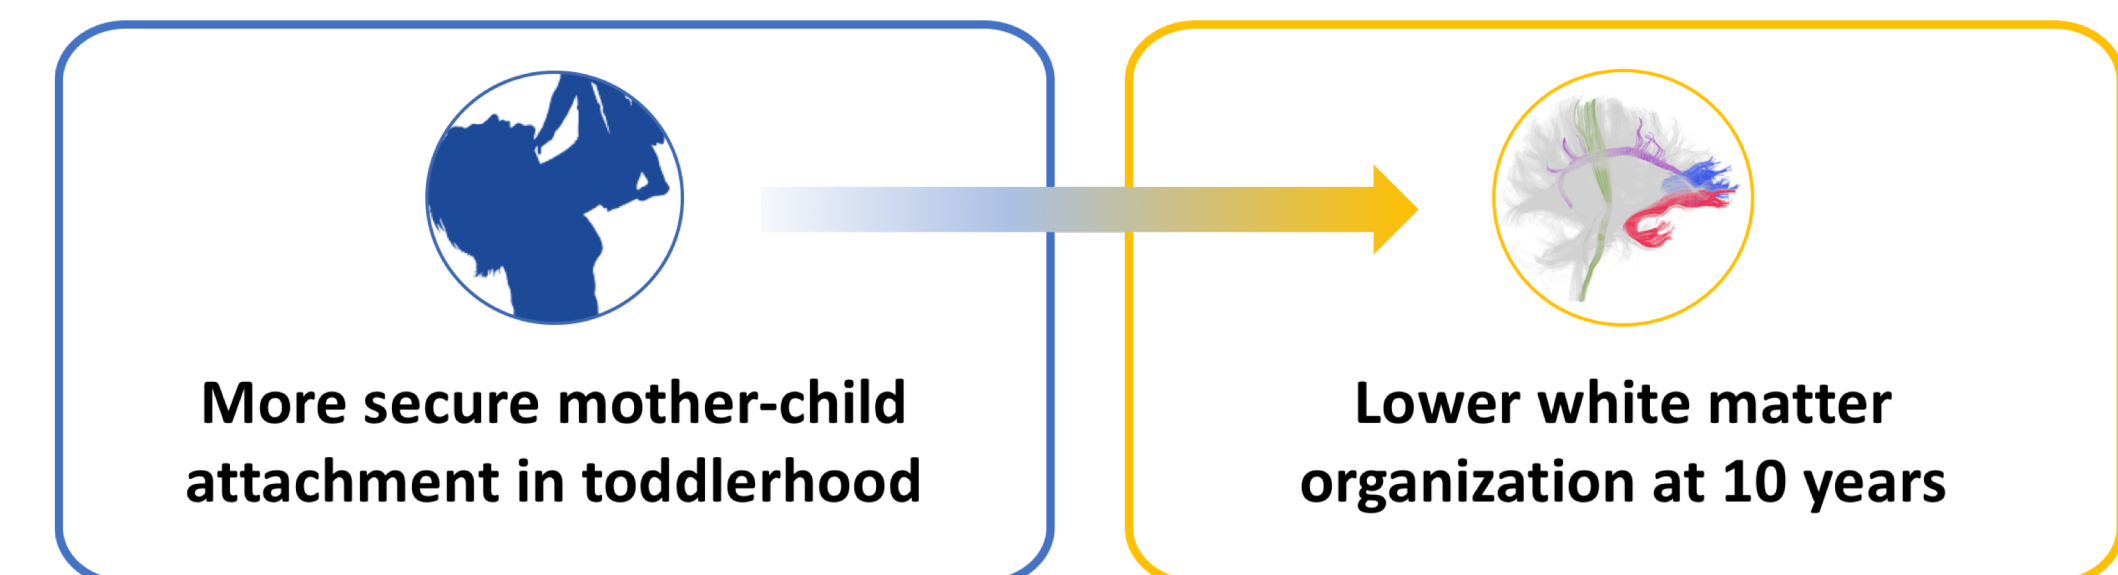 More secure mother-child
attachment in toddlerhood
Lower white matter
organization at 10 years